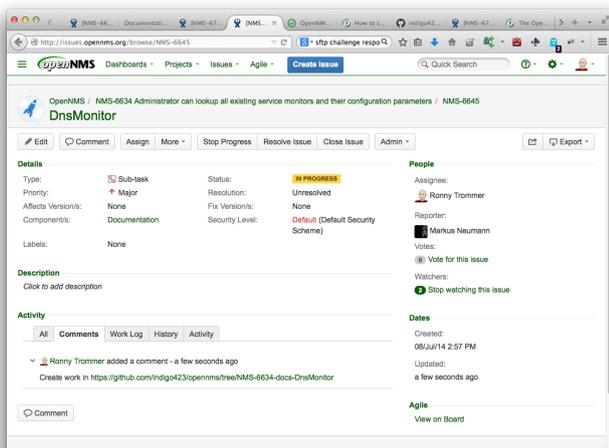 [NMS-66...
Documentati...
[NMS-67...
[NMS...
OpenNM...
How to c...
indigo42...
[NMS-67...
The Ope...
http://issues.opennms.org/browse/NMS-6645
sftp challenge respo
OpenNMS
Dashboards
Projects
Issues
Agile
Create Issue
Quick Search
OpenNMS / NMS-6634 Administrator can lookup all existing service monitors and their configuration parameters / NMS-6645
DnsMonitor
Edit
Comment
Assign
More
Stop Progress
Resolve Issue
Close Issue
Admin
Export
Details
Type: Sub-task
Status: IN PROGRESS
Priority: Major
Resolution: Unresolved
Affects Version/s: None
Fix Version/s: None
Component/s: Documentation
Security Level: Default (Default Security Scheme)
Labels: None
Description
Click to add description
Activity
All
Comments
Work Log
History
Activity
Ronny Trommer added a comment - a few seconds ago
Create work in https://github.com/indigo423/opennms/tree/NMS-6634-docs-DnsMonitor
Comment
People
Assignee:
Ronny Trommer
Reporter:
Markus Neumann
Votes:
0 Vote for this issue
Watchers:
2 Stop watching this issue
Dates
Created:
08/Jul/14 2:57 PM
Updated:
a few seconds ago
Agile
View on Board